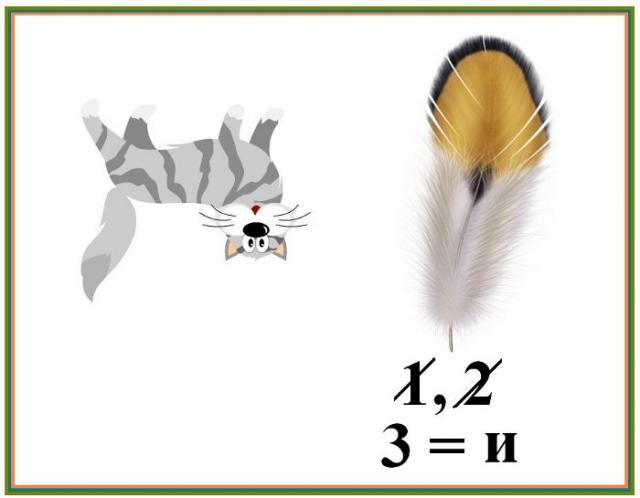 1, 2
3 = и